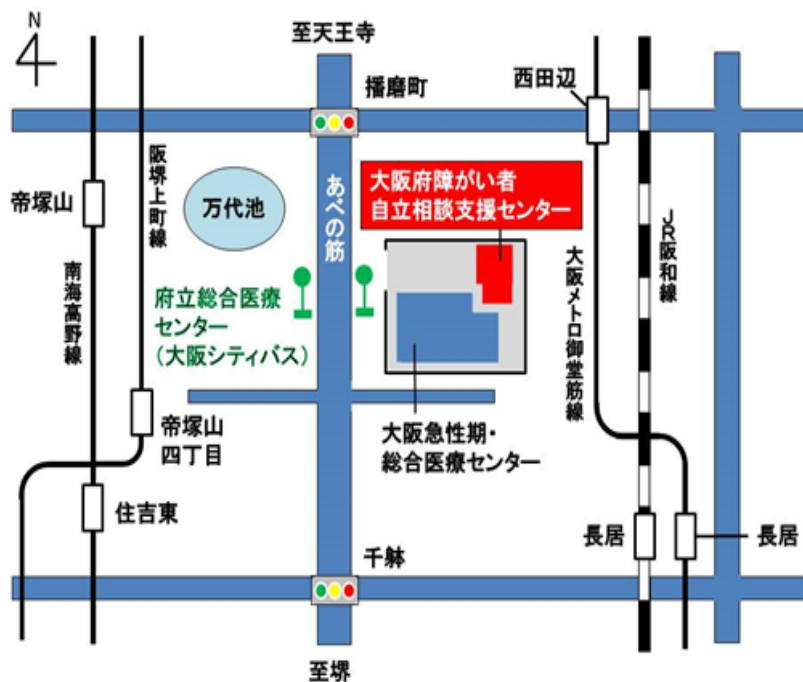 N
至天王寺
播磨町
西田辺
阪堺上町線
帝塚山
万代池
あべの筋
大阪府障がい者
自立相談支援センター
JR阪和線
南海高野線
府立総合医療
センター
(大阪シティバス)
大阪メトロ御堂筋線
帝塚山
四丁目
大阪急性期・
総合医療センター
住吉東
長居
長居
千躰
至堺